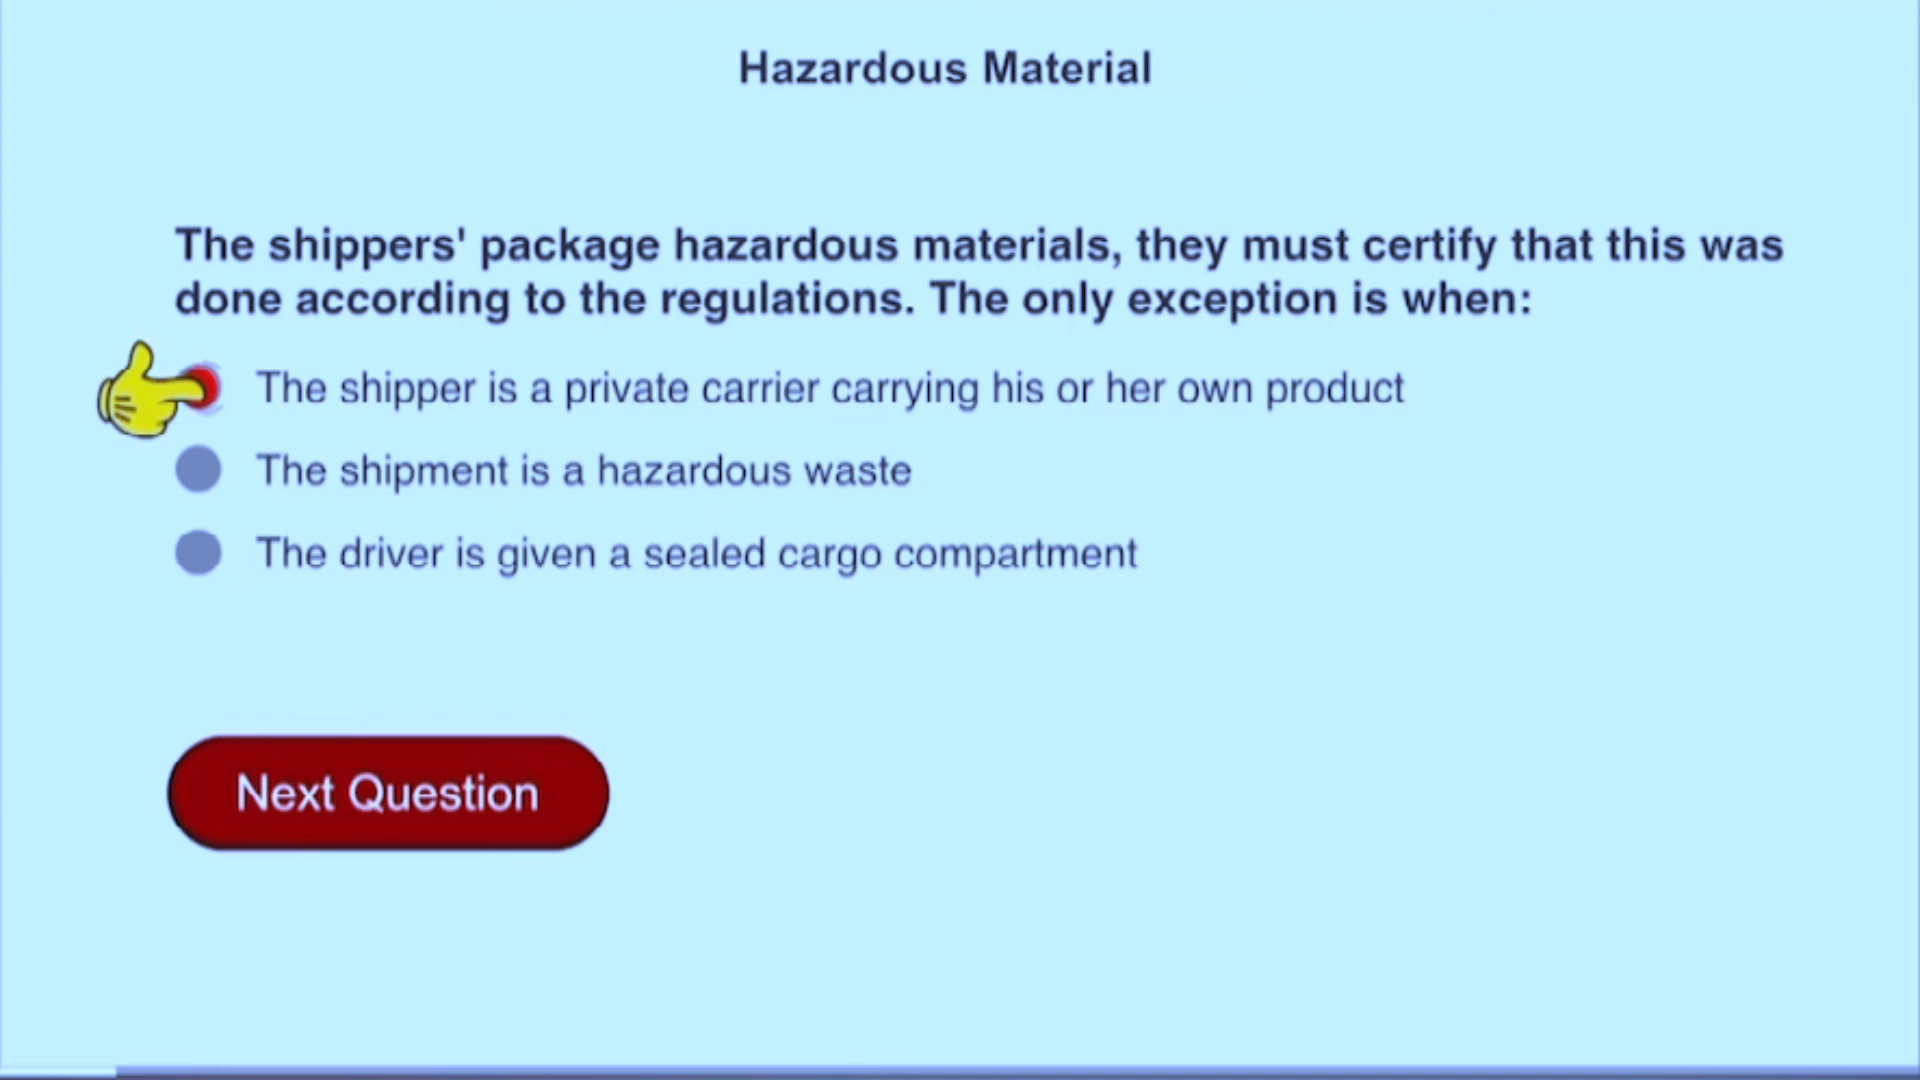 Hazardous Material
The shippers' package hazardous materials, they must certify that this was
done according to the regulations. The only exception is when:
The shipper is a private carrier carrying his or her own product
The shipment is a hazardous waste
The driver is given a sealed cargo compartment
Next Question